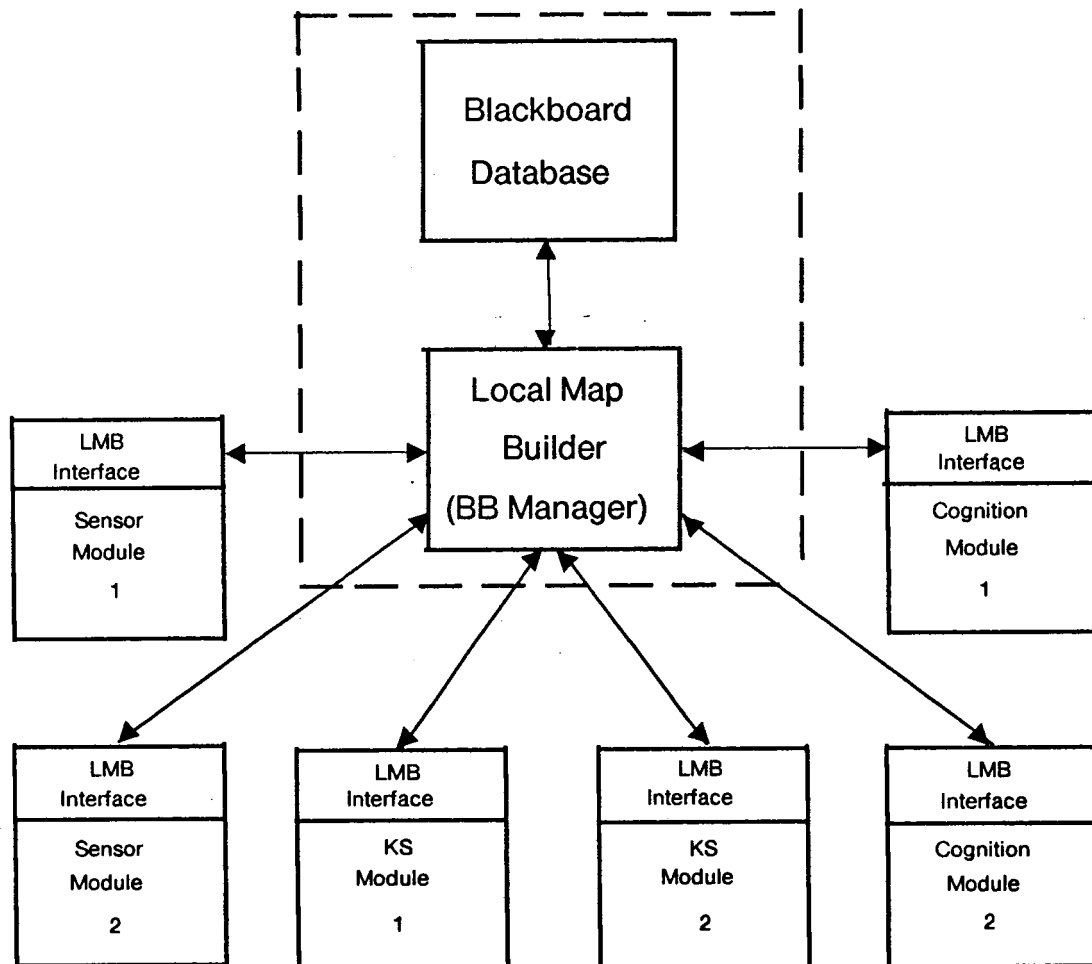 Blackboard
Database
Local Map
Builder
(BB Manager)
LMB
Interface
Sensor
Module
1
LMB
Interface
Cognition
Module
1
LMB
Interface
Sensor
Module
2
LMB
Interface
KS
Module
1
LMB
Interface
KS
Module
2
LMB
Interface
Cognition
Module
2